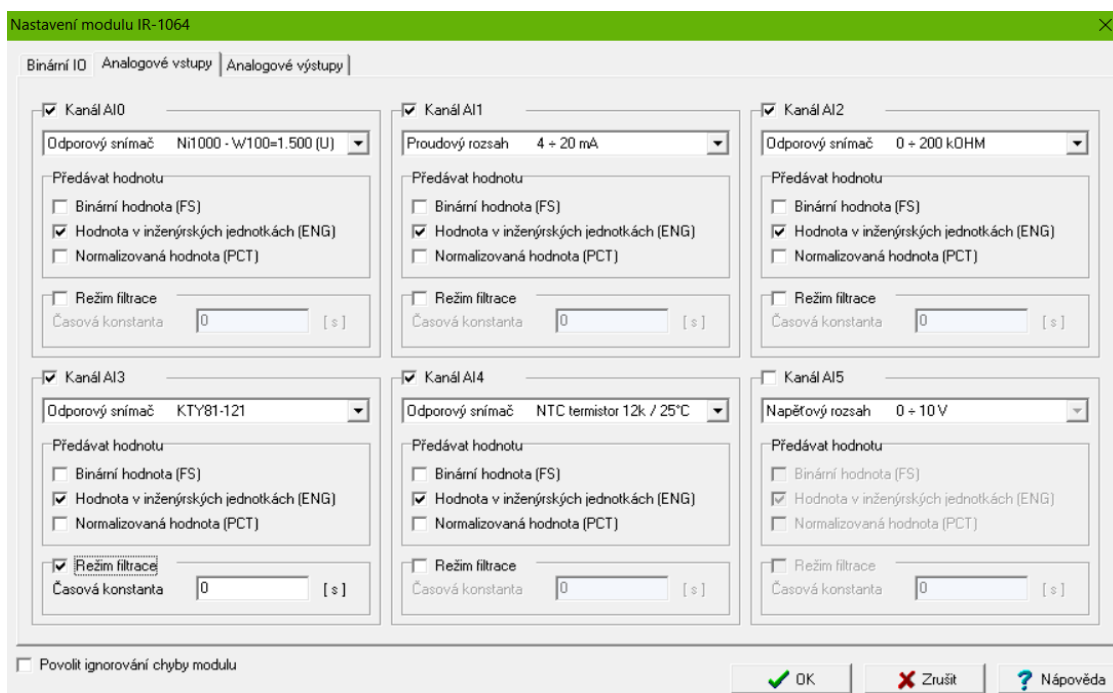 Nastavení modulu IR-1064
Binární IO Analogové vstupy Analogové výstupy
Kanál AI0
Odporový snímač Ni1000 - W100=1.500 (U)
Předávat hodnotu
Binární hodnota (FS)
Hodnota v inženýrských jednotkách (ENG)
Normalizovaná hodnota (PCT)
Režim filtrace
Časová konstanta 0 [ s ]
Kanál AI1
Proudový rozsah 4 ÷ 20 mA
Předávat hodnotu
Binární hodnota (FS)
Hodnota v inženýrských jednotkách (ENG)
Normalizovaná hodnota (PCT)
Režim filtrace
Časová konstanta 0 [ s ]
Kanál AI2
Odporový snímač 0 ÷ 200 kOHM
Předávat hodnotu
Binární hodnota (FS)
Hodnota v inženýrských jednotkách (ENG)
Normalizovaná hodnota (PCT)
Režim filtrace
Časová konstanta 0 [ s ]
Kanál AI3
Odporový snímač KTY81-121
Předávat hodnotu
Binární hodnota (FS)
Hodnota v inženýrských jednotkách (ENG)
Normalizovaná hodnota (PCT)
Režim filtrace
Časová konstanta 0 [ s ]
Kanál AI4
Odporový snímač NTC termistor 12k / 25°C
Předávat hodnotu
Binární hodnota (FS)
Hodnota v inženýrských jednotkách (ENG)
Normalizovaná hodnota (PCT)
Režim filtrace
Časová konstanta 0 [ s ]
Kanál AI5
Napěťový rozsah 0 ÷ 10 V
Předávat hodnotu
Binární hodnota (FS)
Hodnota v inženýrských jednotkách (ENG)
Normalizovaná hodnota (PCT)
Režim filtrace
Časová konstanta 0 [ s ]
Povolit ignorování chyby modulu
OK Zrušit Nápověda